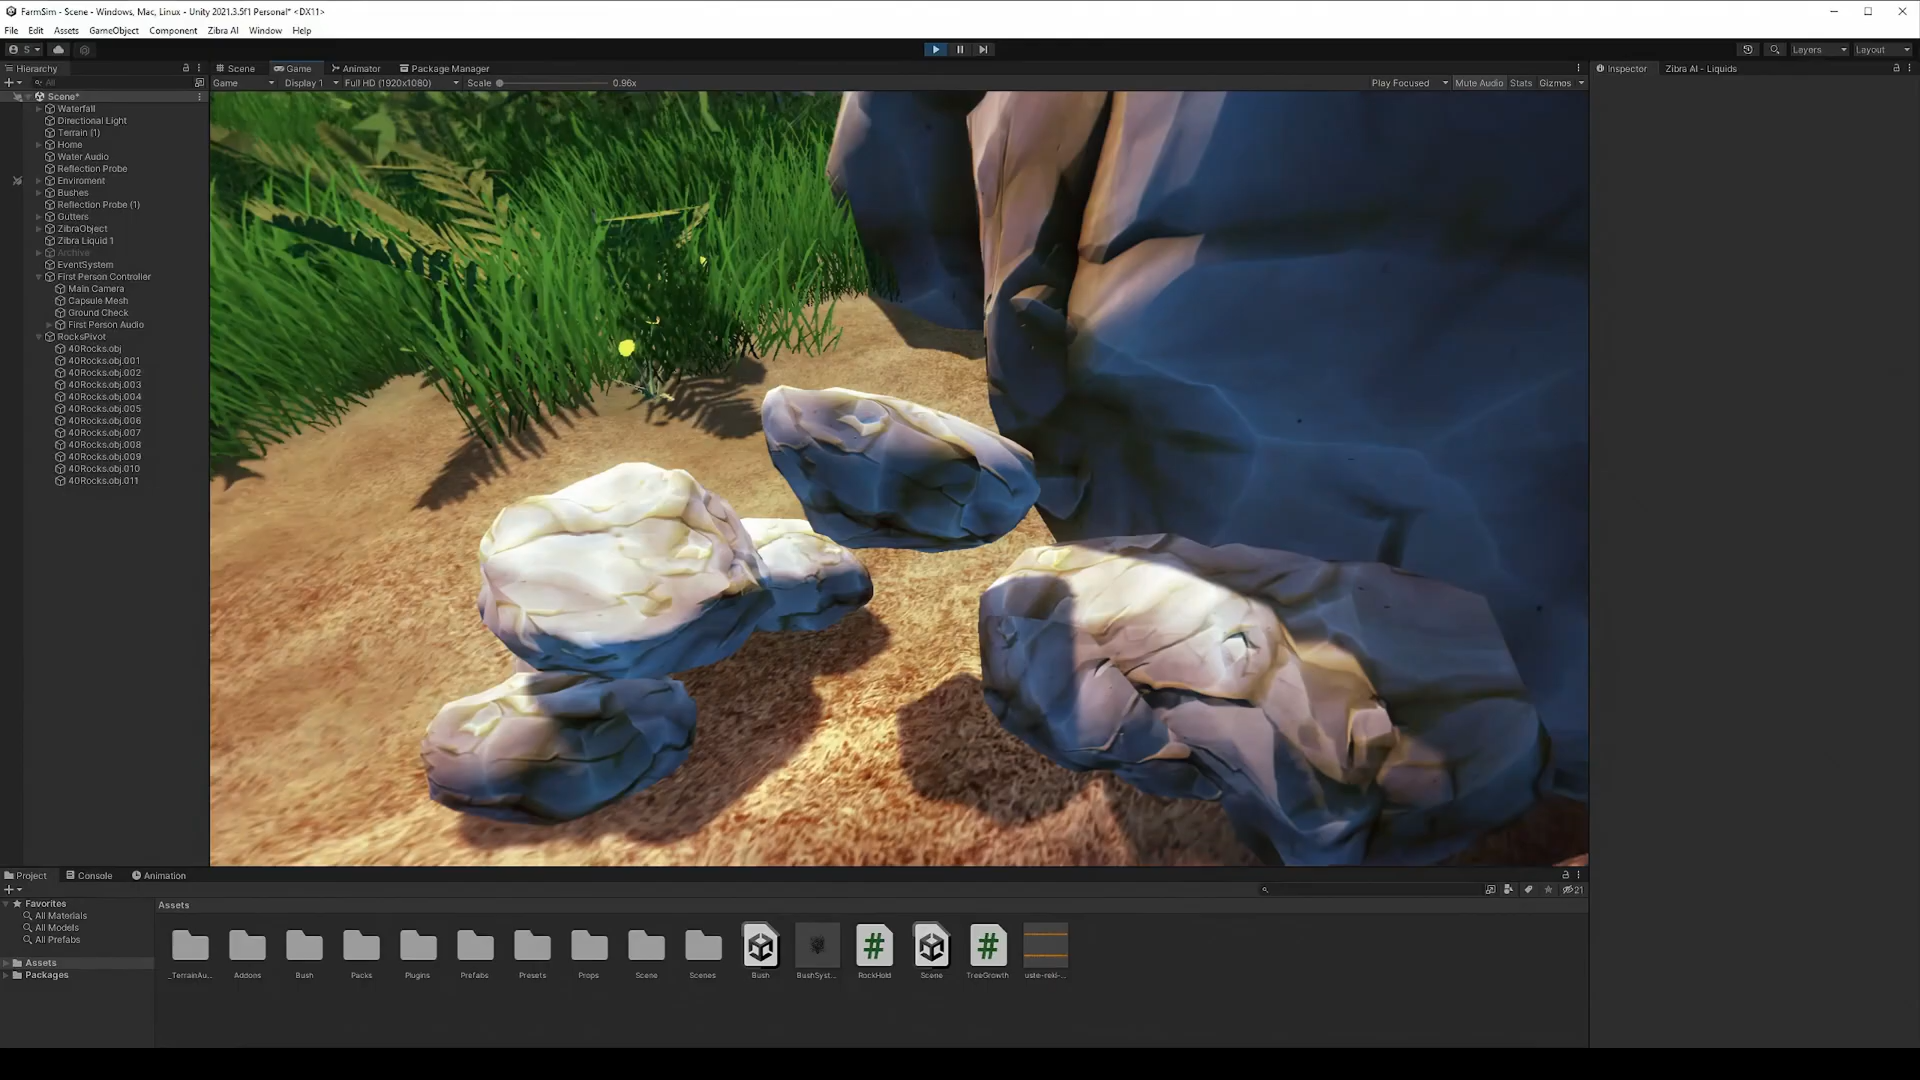 FarmSim - Scene - Windows, Mac, Linux - Unity 2021.3.5f1 Personal* <DX11>
File Edit Assets GameObject Component Zibra AI Window Help
S Layers Layout
Hierarchy Scene Game Animator Package Manager Inspector Zibra AI - Liquids
All Game Display 1 Full HD (1920x1080) Scale 0.96x Play Focused Mute Audio Stats Gizmos
Scene*
Waterfall
Directional Light
Terrain (1)
Home
Water Audio
Reflection Probe
Enviroment
Bushes
Reflection Probe (1)
Gutters
ZibraObject
Zibra Liquid 1
Archive
EventSystem
First Person Controller
Main Camera
Capsule Mesh
Ground Check
First Person Audio
RocksPivot
40Rocks.obj
40Rocks.obj.001
40Rocks.obj.002
40Rocks.obj.003
40Rocks.obj.004
40Rocks.obj.005
40Rocks.obj.006
40Rocks.obj.007
40Rocks.obj.008
40Rocks.obj.009
40Rocks.obj.010
40Rocks.obj.011
Project Console Animation
21
Favorites
All Materials
All Models
All Prefabs
Assets
Packages
Assets
_TerrainAu... Addons Bush Packs Plugins Prefabs Presets Props Scene Scenes Bush BushSyst... RockHold Scene TreeGrowth uste-reki-...